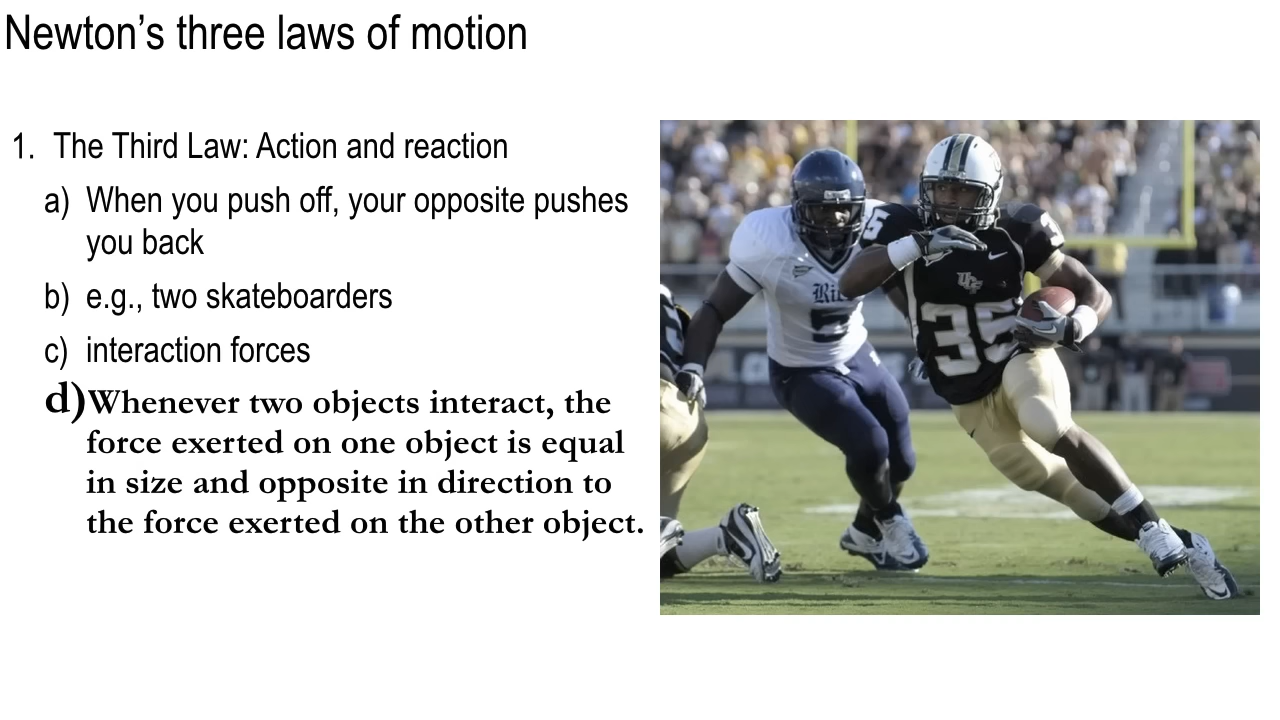 Newton’s three laws of motion
1. The Third Law: Action and reaction
a) When you push off, your opposite pushes
you back
b) e.g., two skateboarders
c) interaction forces
d) Whenever two objects interact, the
force exerted on one object is equal
in size and opposite in direction to
the force exerted on the other object.
35